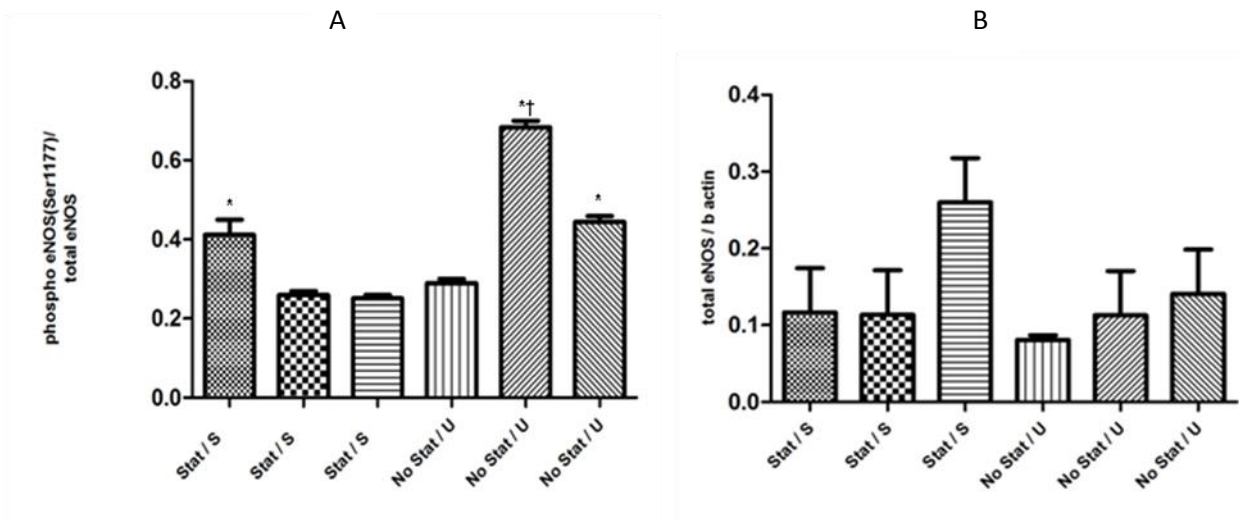 A
B
phospho eNOS(Ser1177)/
total eNOS
0.8
0.6
0.4
0.2
0.0
*
*†
*
Stat / S
Stat / S
Stat / S
No Stat / U
No Stat / U
No Stat / U
total eNOS / b actin
0.4
0.3
0.2
0.1
0.0
Stat / S
Stat / S
Stat / S
No Stat / U
No Stat / U
No Stat / U